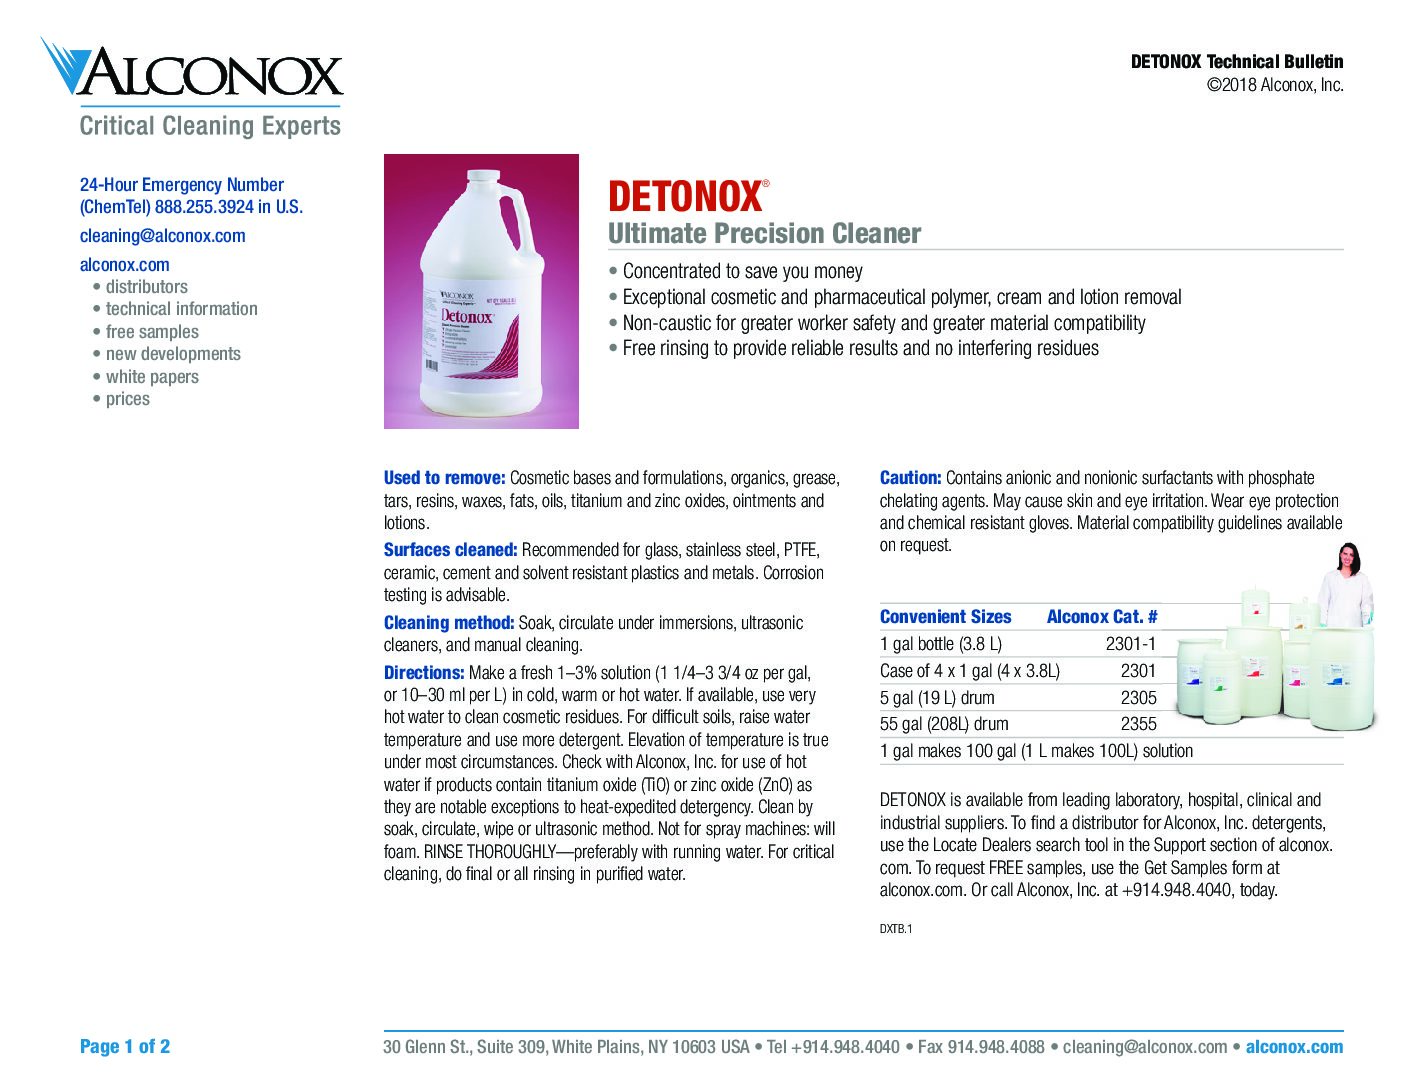 ALCONOX
Critical Cleaning Experts
DETONOX Technical Bulletin
©2018 Alconox, Inc.
24-Hour Emergency Number
(ChemTel) 888.255.3924 in U.S.
cleaning@alconox.com
alconox.com
• distributors
• technical information
• free samples
• new developments
• white papers
• prices
ALCONOX
Detonox
DETONOX®
Ultimate Precision Cleaner
• Concentrated to save you money
• Exceptional cosmetic and pharmaceutical polymer, cream and lotion removal
• Non-caustic for greater worker safety and greater material compatibility
• Free rinsing to provide reliable results and no interfering residues
Used to remove: Cosmetic bases and formulations, organics, grease,
tars, resins, waxes, fats, oils, titanium and zinc oxides, ointments and
lotions.
Surfaces cleaned: Recommended for glass, stainless steel, PTFE,
ceramic, cement and solvent resistant plastics and metals. Corrosion
testing is advisable.
Cleaning method: Soak, circulate under immersions, ultrasonic
cleaners, and manual cleaning.
Directions: Make a fresh 1–3% solution (1 1/4–3 3/4 oz per gal,
or 10–30 ml per L) in cold, warm or hot water. If available, use very
hot water to clean cosmetic residues. For difficult soils, raise water
temperature and use more detergent. Elevation of temperature is true
under most circumstances. Check with Alconox, Inc. for use of hot
water if products contain titanium oxide (TiO) or zinc oxide (ZnO) as
they are notable exceptions to heat-expedited detergency. Clean by
soak, circulate, wipe or ultrasonic method. Not for spray machines: will
foam. RINSE THOROUGHLY—preferably with running water. For critical
cleaning, do final or all rinsing in purified water.
Caution: Contains anionic and nonionic surfactants with phosphate
chelating agents. May cause skin and eye irritation. Wear eye protection
and chemical resistant gloves. Material compatibility guidelines available
on request.
Convenient Sizes Alconox Cat. #
1 gal bottle (3.8 L) 2301-1
Case of 4 x 1 gal (4 x 3.8L) 2301
5 gal (19 L) drum 2305
55 gal (208L) drum 2355
1 gal makes 100 gal (1 L makes 100L) solution
DETONOX is available from leading laboratory, hospital, clinical and
industrial suppliers. To find a distributor for Alconox, Inc. detergents,
use the Locate Dealers search tool in the Support section of alconox.
com. To request FREE samples, use the Get Samples form at
alconox.com. Or call Alconox, Inc. at +914.948.4040, today.
DXTB.1
Page 1 of 2
30 Glenn St., Suite 309, White Plains, NY 10603 USA • Tel +914.948.4040 • Fax 914.948.4088 • cleaning@alconox.com • alconox.com